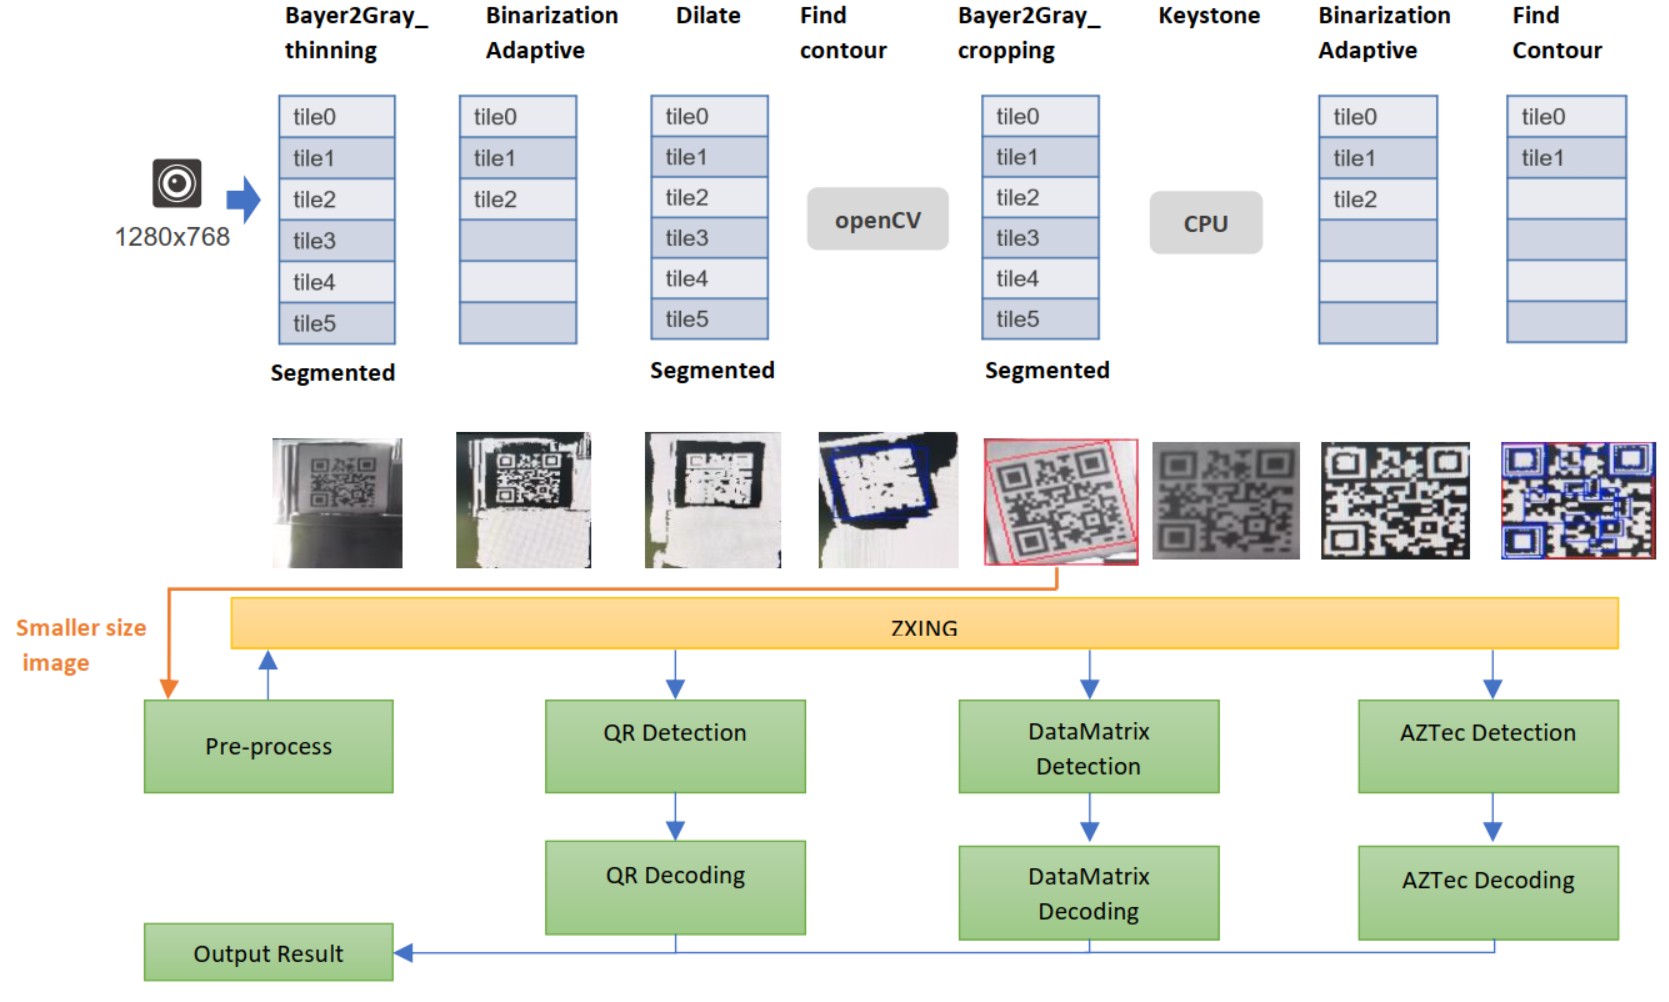 Bayer2Gray_
thinning
Binarization
Adaptive
Dilate
Find
contour
Bayer2Gray_
cropping
Keystone
Binarization
Adaptive
Find
Contour
1280x768
tile0
tile1
tile2
tile3
tile4
tile5
Segmented
tile0
tile1
tile2
tile0
tile1
tile2
tile3
tile4
tile5
Segmented
openCV
tile0
tile1
tile2
tile3
tile4
tile5
Segmented
CPU
tile0
tile1
tile2
tile0
tile1
Smaller size
image
ZXING
Pre-process
QR Detection
DataMatrix
Detection
AZTec Detection
QR Decoding
DataMatrix
Decoding
AZTec Decoding
Output Result